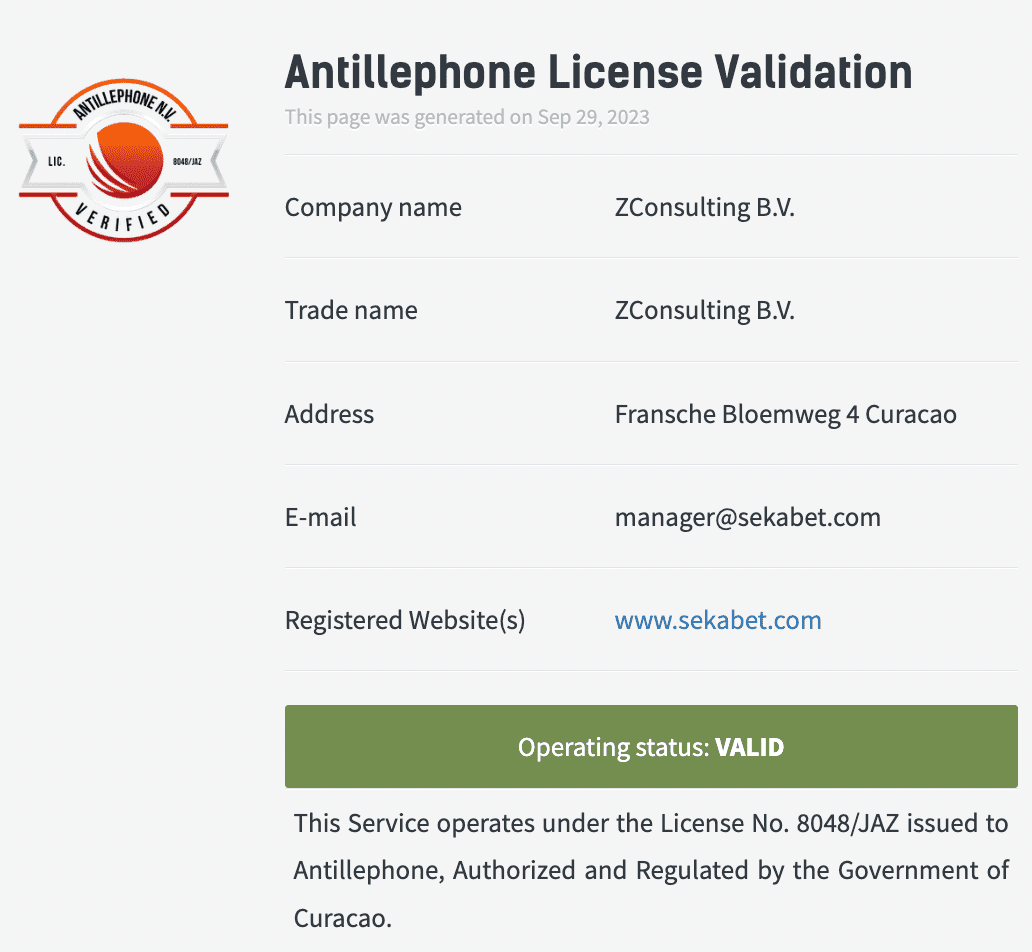 ANTILLEPHONE N.V.
LIC. 8048/JAZ
VERIFIED
Antillephone License Validation
This page was generated on Sep 29, 2023
Company name ZConsulting B.V.
Trade name ZConsulting B.V.
Address Fransche Bloemweg 4 Curacao
E-mail manager@sekabet.com
Registered Website(s) www.sekabet.com
Operating status: VALID
This Service operates under the License No. 8048/JAZ issued to
Antillephone, Authorized and Regulated by the Government of
Curacao.